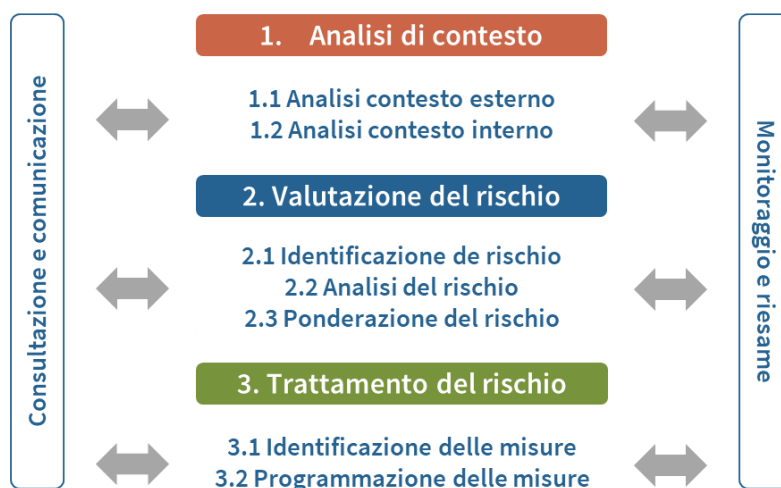 Consultazione e comunicazione
1. Analisi di contesto
1.1 Analisi contesto esterno
1.2 Analisi contesto interno
2. Valutazione del rischio
2.1 Identificazione de rischio
2.2 Analisi del rischio
2.3 Ponderazione del rischio
3. Trattamento del rischio
3.1 Identificazione delle misure
3.2 Programmazione delle misure
Monitoraggio e riesame